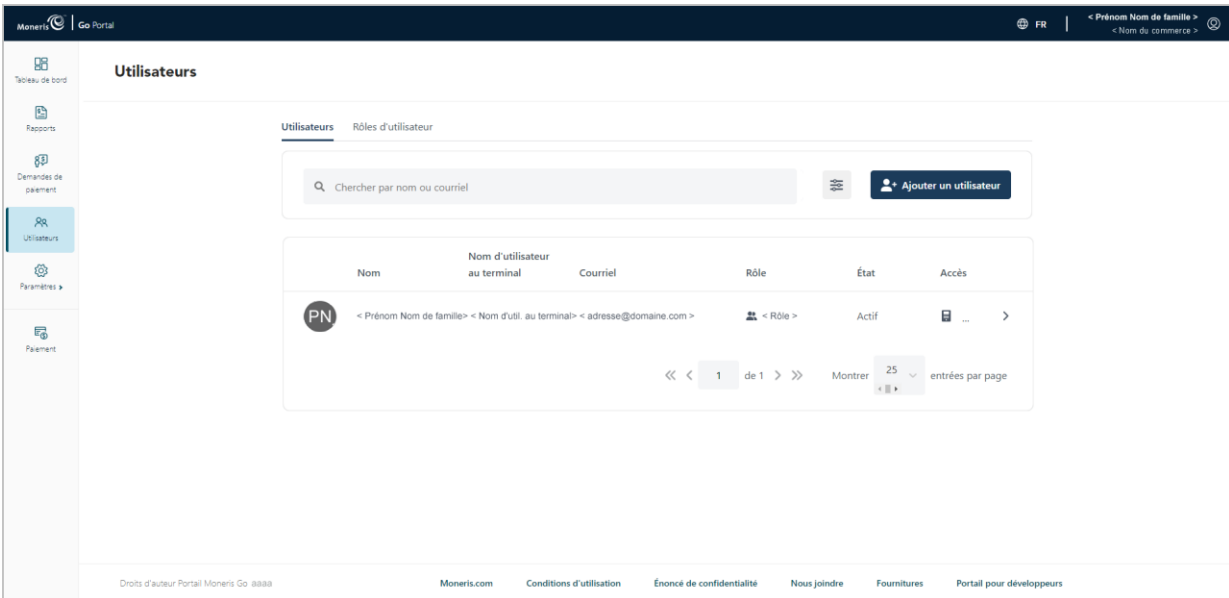 Moneris Go Portal
FR
< Prénom Nom de famille >
< Nom du commerce >
Tableau de bord
Rapports
Demandes de
paiement
Utilisateurs
Paramètres
Paiement
Utilisateurs
Utilisateurs Rôles d'utilisateur
Chercher par nom ou courriel
Ajouter un utilisateur
Nom d'utilisateur
Nom au terminal Courriel Rôle État Accès
PN < Prénom Nom de famille> < Nom d'util. au terminal> < adresse@domaine.com > < Rôle > Actif ...
1 de 1 Montrer 25 entrées par page
Droits d'auteur Portail Moneris Go aaaa Moneris.com Conditions d'utilisation Énoncé de confidentialité Nous joindre Fournitures Portail pour développeurs